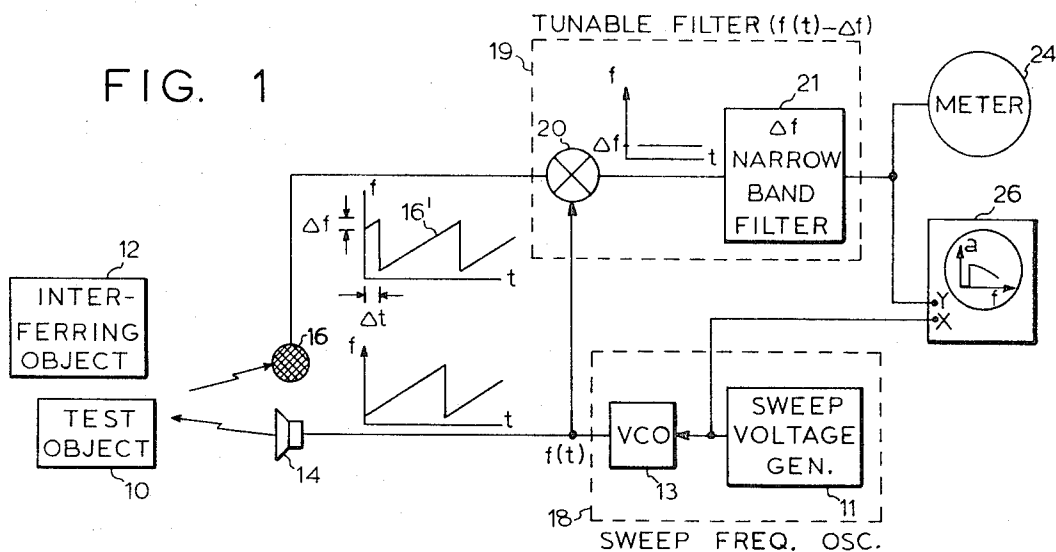 FIG. 1
TUNABLE FILTER (f(t)-Δf)
19
20
f
Δf
t
21
Δf
NARROW
BAND
FILTER
24
METER
26
a
f
Y
X
f
Δf
16'
t
Δt
12
INTER-
FERRING
OBJECT
16
TEST
OBJECT
10
14
f
t
f(t)
VCO
13
SWEEP
VOLTAGE
GEN.
11
18
SWEEP FREQ. OSC.